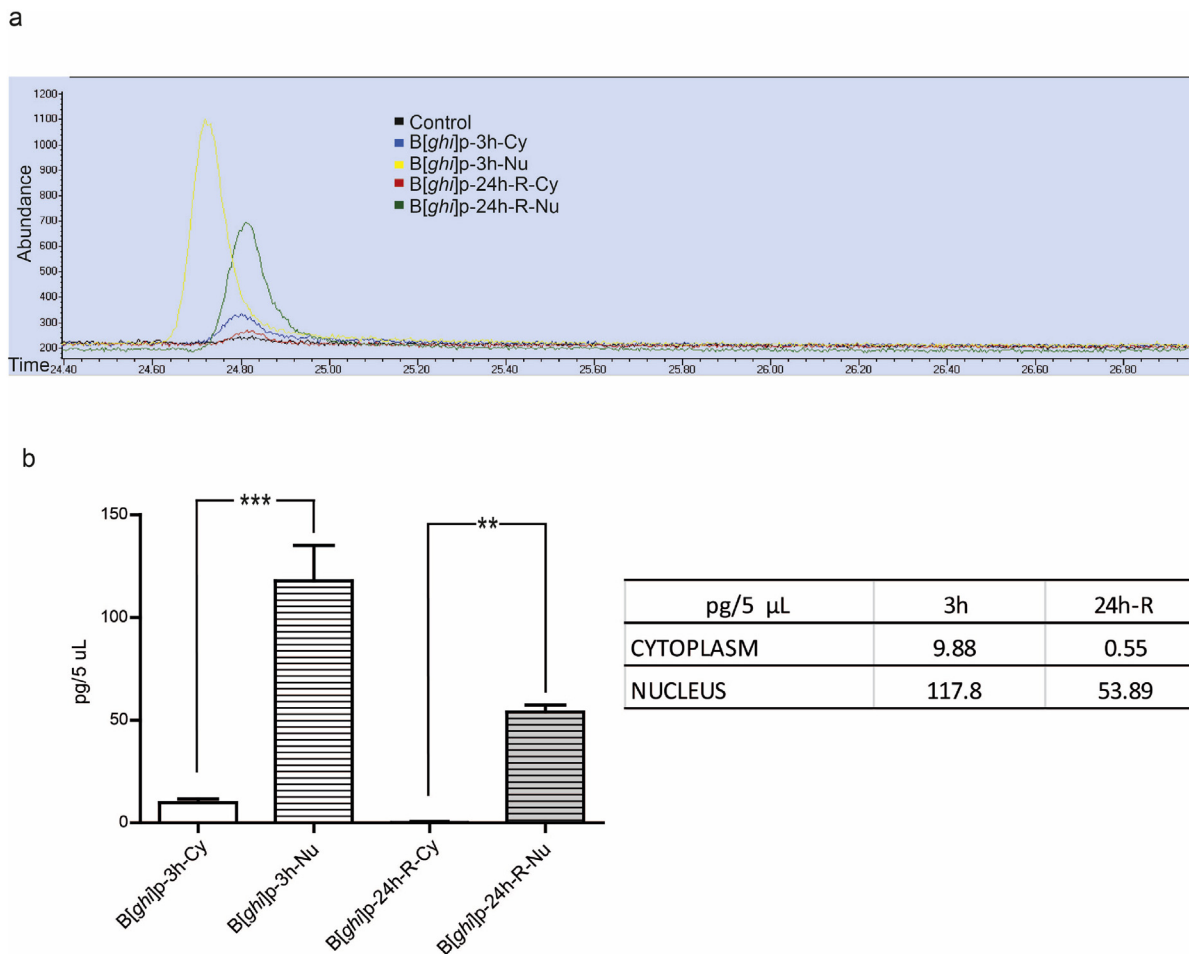 a
1200
1100
1000
900
800
700
600
500
400
300
200
Abundance
Control
B[ghi]p-3h-Cy
B[ghi]p-3h-Nu
B[ghi]p-24h-R-Cy
B[ghi]p-24h-R-Nu
Time
24.40 24.60 24.80 25.00 25.20 25.40 25.60 25.80 26.00 26.20 26.40 26.60 26.80
b
150
100
50
0
pg/5 uL
***
**
B[ghi]p-3h-Cy
B[ghi]p-3h-Nu
B[ghi]p-24h-R-Cy
B[ghi]p-24h-R-Nu
pg/5 µL 3h 24h-R
CYTOPLASM 9.88 0.55
NUCLEUS 117.8 53.89